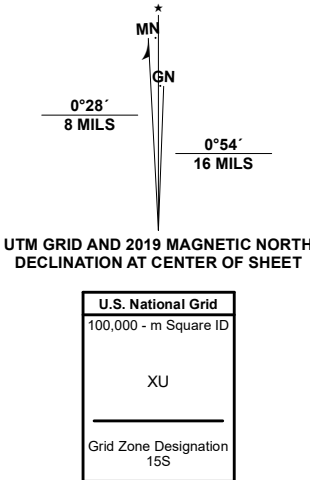 ★
MN
GN
0°28´
8 MILS
0°54´
16 MILS
UTM GRID AND 2019 MAGNETIC NORTH
DECLINATION AT CENTER OF SHEET
U.S. National Grid
100,000 - m Square ID
XU
Grid Zone Designation
15S